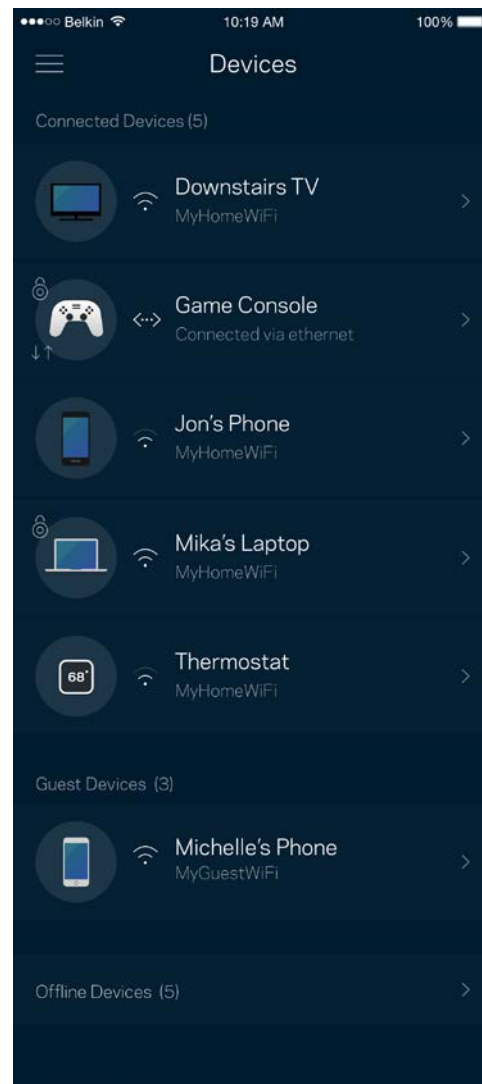 Belkin 10:19 AM 100%
Devices
Connected Devices (5)
Downstairs TV
MyHomeWiFi
Game Console
Connected via ethernet
Jon's Phone
MyHomeWiFi
Mika's Laptop
MyHomeWiFi
68°
Thermostat
MyHomeWiFi
Guest Devices (3)
Michelle's Phone
MyGuestWiFi
Offline Devices (5)